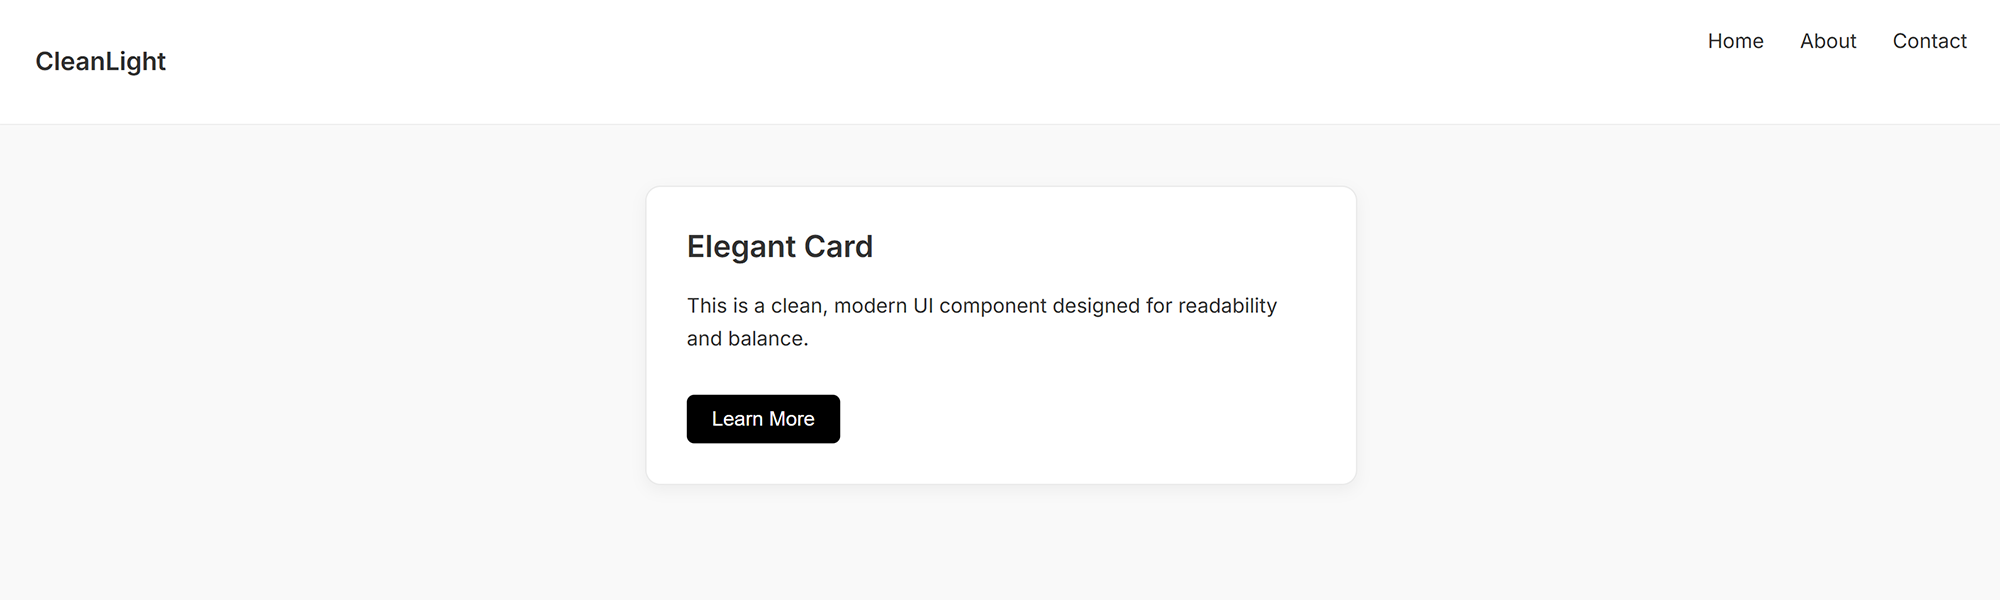 CleanLight
Home
About
Contact
Elegant Card
This is a clean, modern UI component designed for readability
and balance.
Learn More